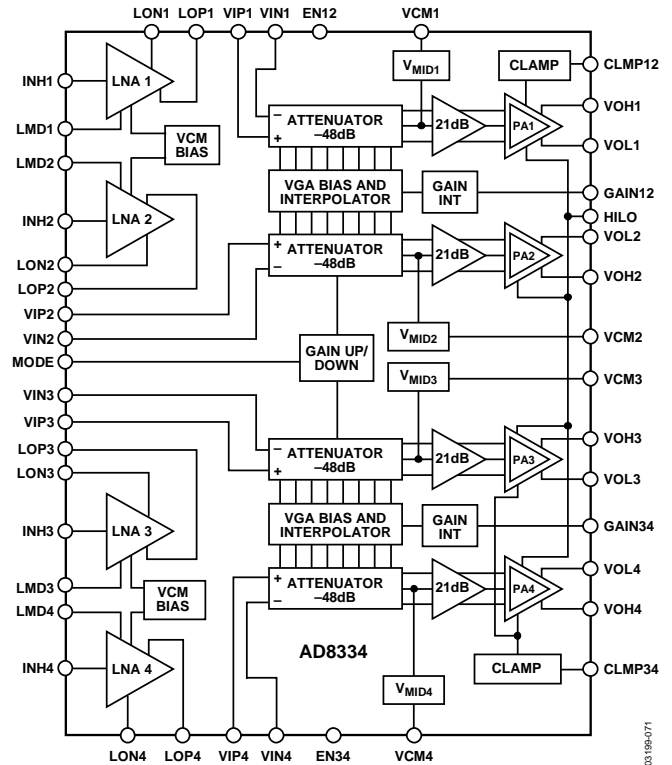 LON1 LOP1 VIP1 VIN1 EN12 VCM1
INH1
LNA 1
VMID1
CLAMP
CLMP12
LMD1
VCM
BIAS
–
+
ATTENUATOR
–48dB
21dB
PA1
VOH1
VOL1
LMD2
INH2
LNA 2
VGA BIAS AND
INTERPOLATOR
GAIN
INT
GAIN12
HILO
LON2
LOP2
VIP2
VIN2
+
–
ATTENUATOR
–48dB
21dB
PA2
VOL2
VOH2
MODE
GAIN UP/
DOWN
VMID2
VCM2
VMID3
VCM3
VIN3
VIP3
LOP3
LON3
–
+
ATTENUATOR
–48dB
21dB
PA3
VOH3
VOL3
INH3
LNA 3
VGA BIAS AND
INTERPOLATOR
GAIN
INT
GAIN34
LMD3
LMD4
VCM
BIAS
+
–
ATTENUATOR
–48dB
21dB
PA4
VOL4
VOH4
INH4
LNA 4
AD8334
CLAMP
CLMP34
VMID4
LON4 LOP4 VIP4 VIN4 EN34 VCM4
03199-071